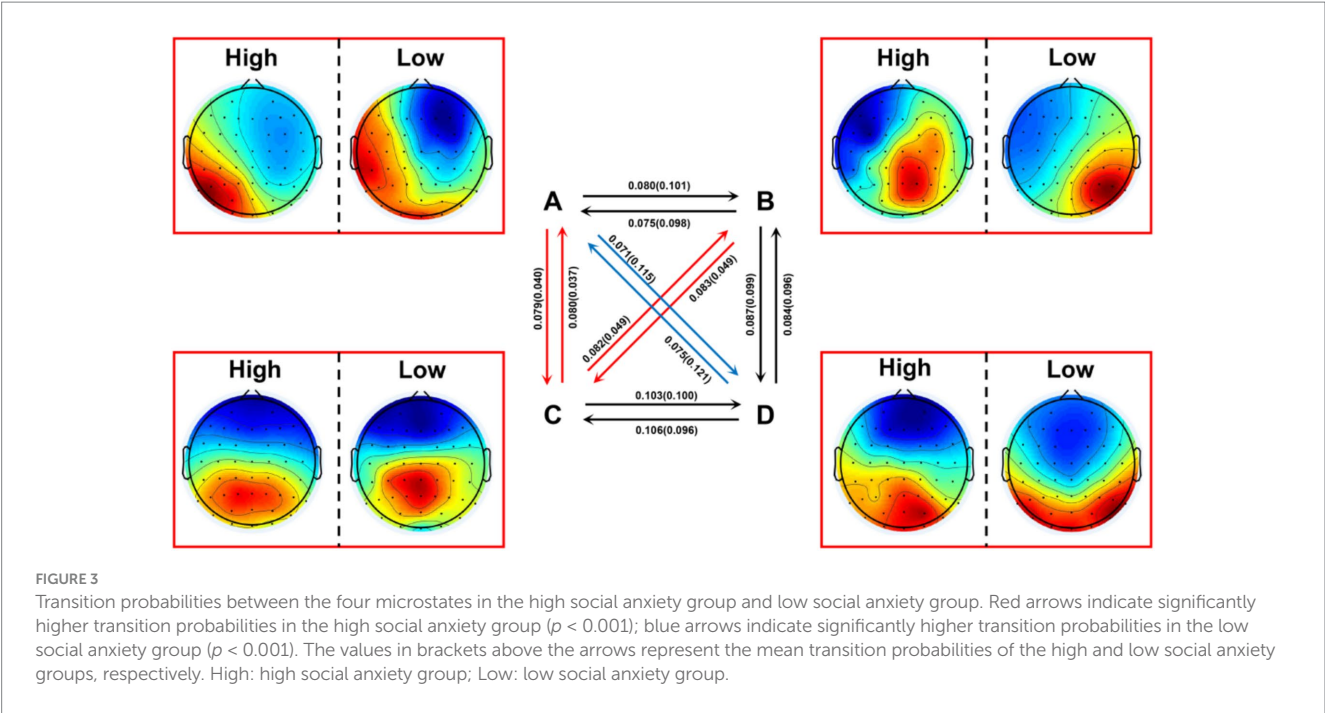 High Low
High Low
A
0.080(0.101)
B
0.075(0.098)
0.079(0.040)
0.080(0.037)
0.071(0.115)
0.075(0.121)
0.082(0.049)
0.083(0.049)
0.087(0.099)
0.084(0.096)
High Low
C
0.103(0.100)
D
0.106(0.096)
High Low
FIGURE 3
Transition probabilities between the four microstates in the high social anxiety group and low social anxiety group. Red arrows indicate significantly
higher transition probabilities in the high social anxiety group (p < 0.001); blue arrows indicate significantly higher transition probabilities in the low
social anxiety group (p < 0.001). The values in brackets above the arrows represent the mean transition probabilities of the high and low social anxiety
groups, respectively. High: high social anxiety group; Low: low social anxiety group.